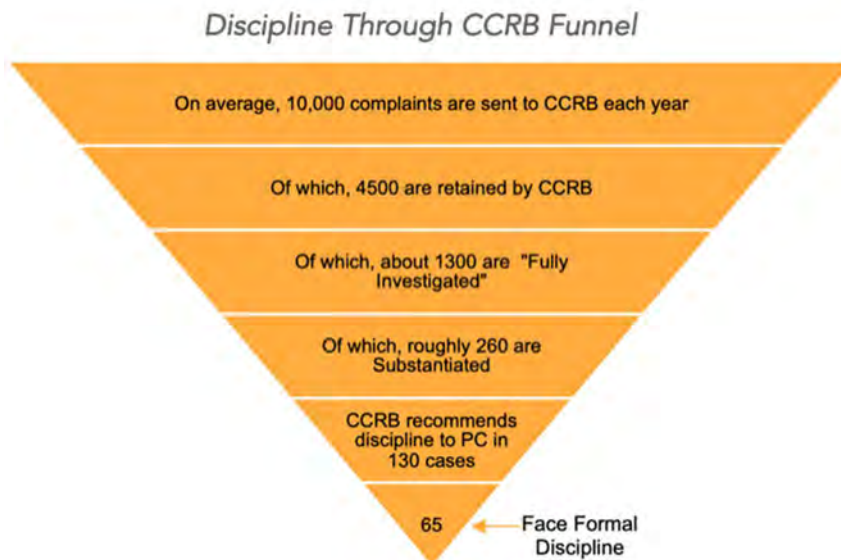 Discipline Through CCRB Funnel
On average, 10,000 complaints are sent to CCRB each year
Of which, 4500 are retained by CCRB
Of which, about 1300 are "Fully
Investigated"
Of which, roughly 260 are
Substantiated
CCRB recommends
discipline to PC in
130 cases
65
Face Formal
Discipline